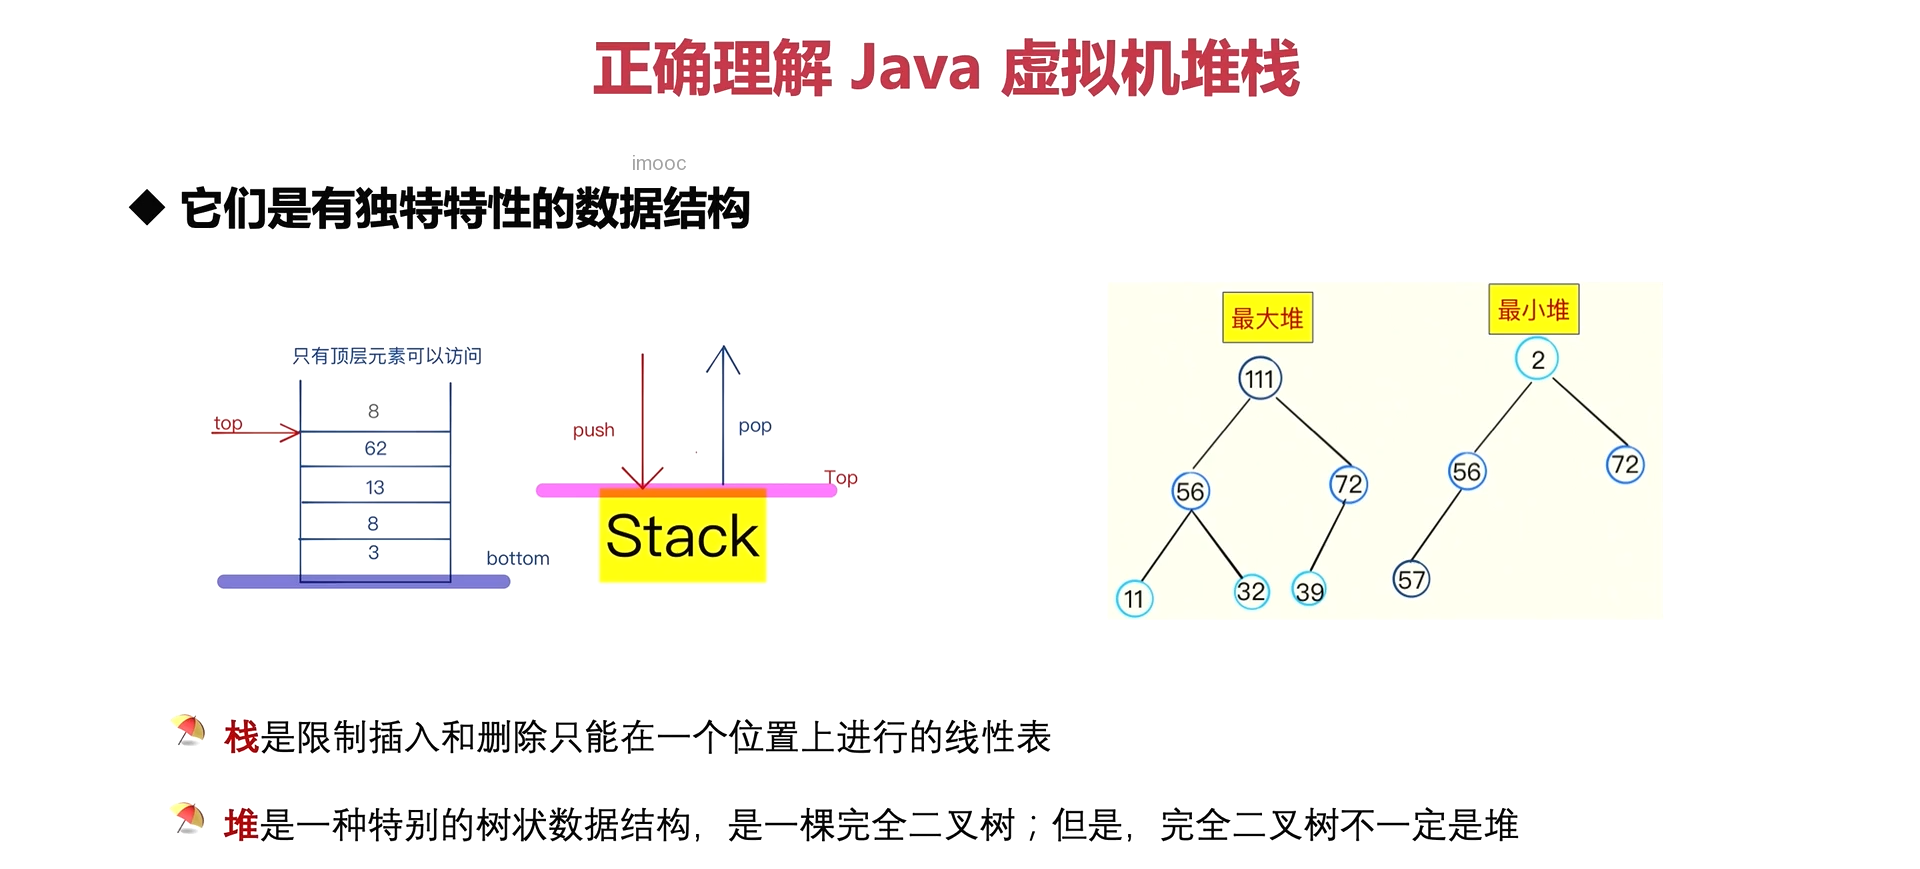 正确理解 Java 虚拟机堆栈
imooc
◆ 它们是有独特特性的数据结构
只有顶层元素可以访问
top
8
62
13
8
3
bottom
push
pop
Top
Stack
最大堆
111
56
72
11
32
39
最小堆
2
56
72
57
栈是限制插入和删除只能在一个位置上进行的线性表
堆是一种特别的树状数据结构，是一棵完全二叉树；但是，完全二叉树不一定是堆